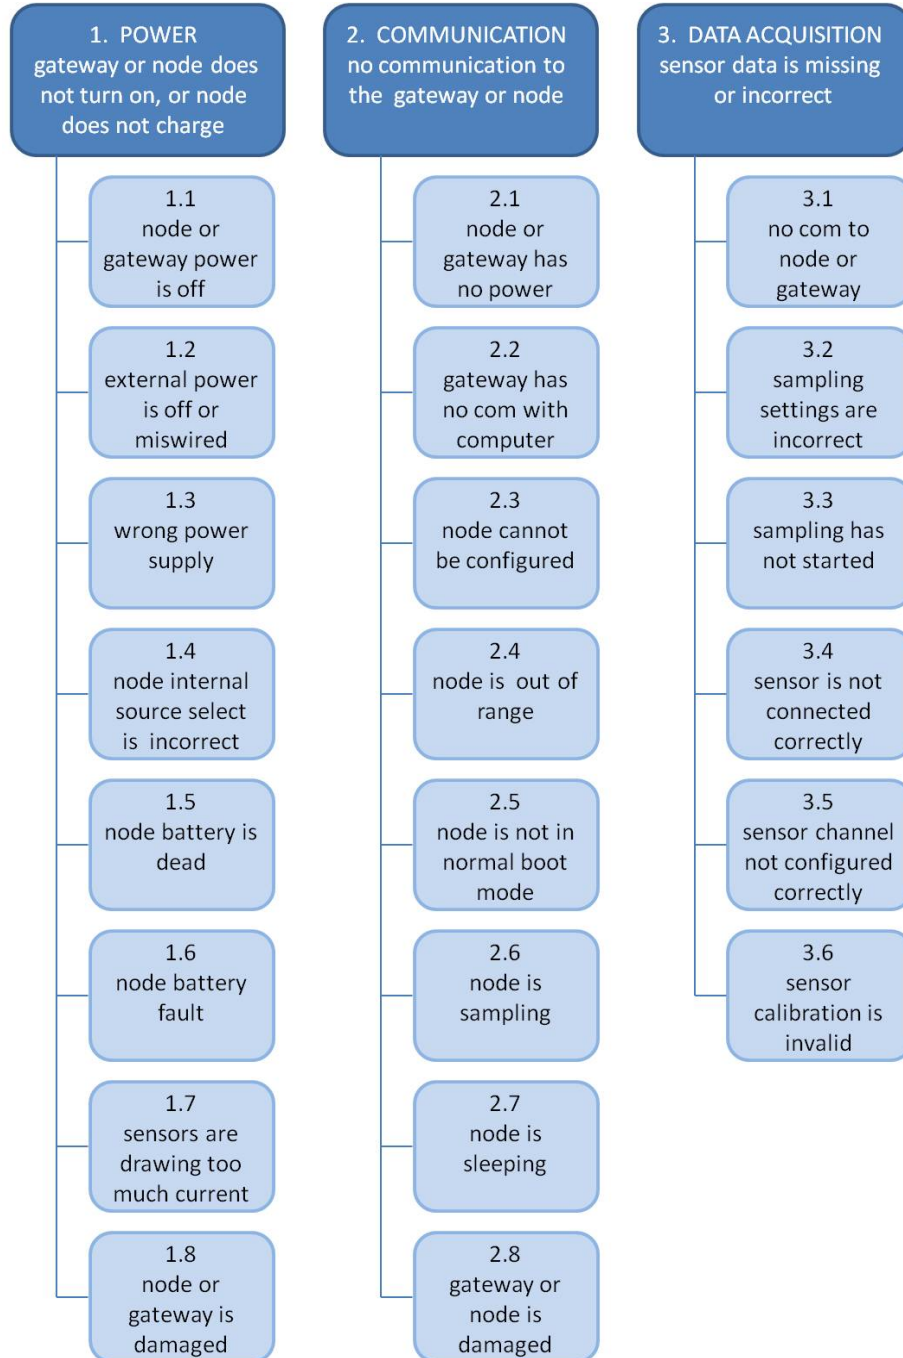 1. POWER
gateway or node does
not turn on, or node
does not charge
1.1
node or
gateway power
is off
1.2
external power
is off or
miswired
1.3
wrong power
supply
1.4
node internal
source select
is incorrect
1.5
node battery is
dead
1.6
node battery
fault
1.7
sensors are
drawing too
much current
1.8
node or
gateway is
damaged
2. COMMUNICATION
no communication to
the gateway or node
2.1
node or
gateway has
no power
2.2
gateway has
no com with
computer
2.3
node cannot
be configured
2.4
node is out of
range
2.5
node is not in
normal boot
mode
2.6
node is
sampling
2.7
node is
sleeping
2.8
gateway or
node is
damaged
3. DATA ACQUISITION
sensor data is missing
or incorrect
3.1
no com to
node or
gateway
3.2
sampling
settings are
incorrect
3.3
sampling has
not started
3.4
sensor is not
connected
correctly
3.5
sensor channel
not configured
correctly
3.6
sensor
calibration is
invalid